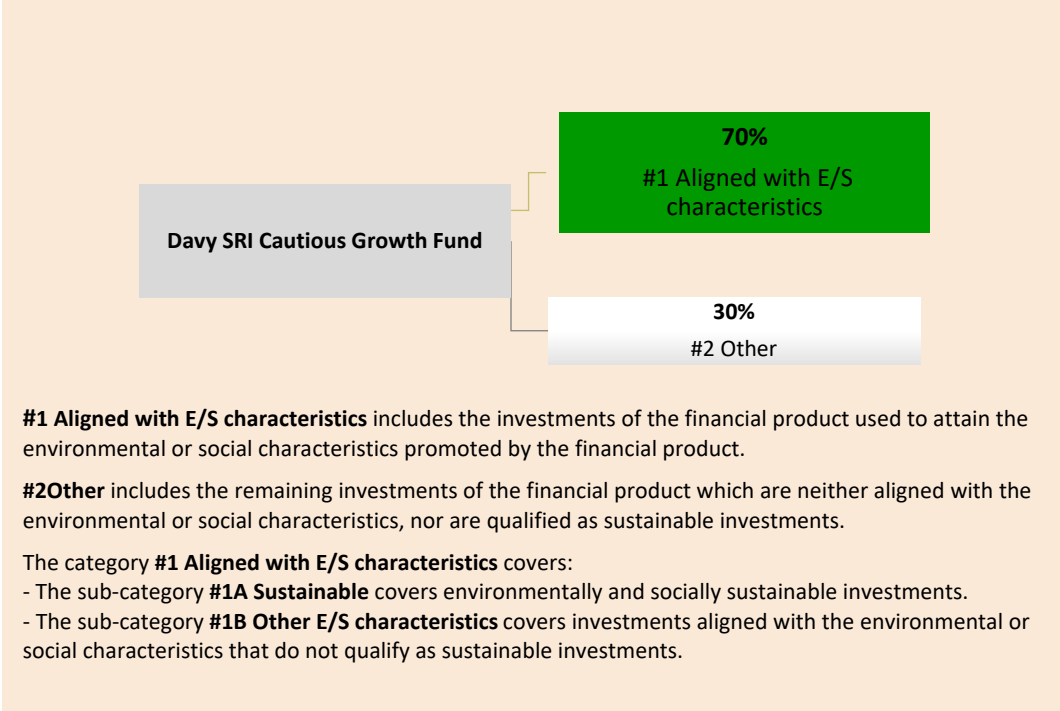 70%
#1 Aligned with E/S
characteristics
Davy SRI Cautious Growth Fund
30%
#2 Other
#1 Aligned with E/S characteristics includes the investments of the financial product used to attain the
environmental or social characteristics promoted by the financial product.
#2Other includes the remaining investments of the financial product which are neither aligned with the
environmental or social characteristics, nor are qualified as sustainable investments.
The category #1 Aligned with E/S characteristics covers:
- The sub-category #1A Sustainable covers environmentally and socially sustainable investments.
- The sub-category #1B Other E/S characteristics covers investments aligned with the environmental or
social characteristics that do not qualify as sustainable investments.